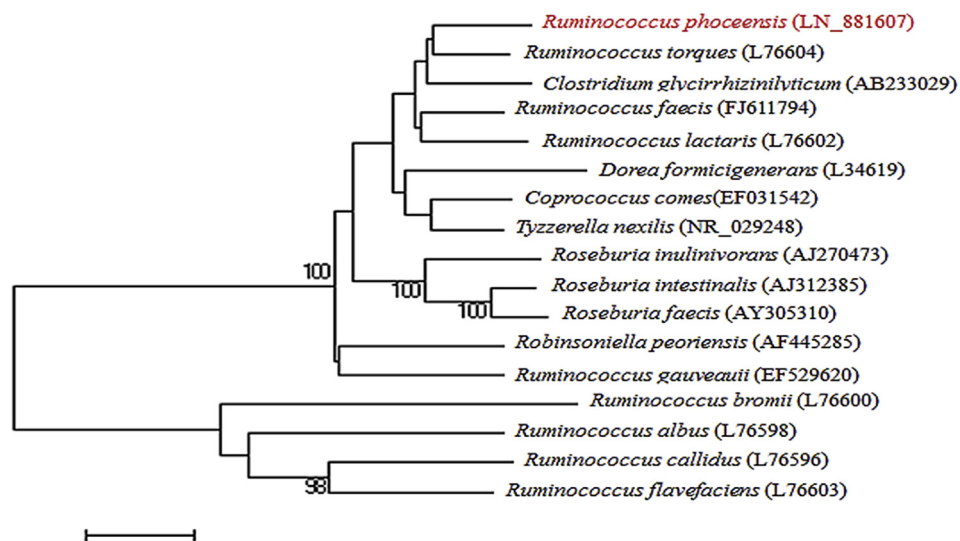 Ruminococcus phoceensis (LN_881607)
Ruminococcus torques (L76604)
Clostridium glycirrhizinilyticum (AB233029)
Ruminococcus faecis (FJ611794)
Ruminococcus lactaris (L76602)
Dorea formicigenerans (L34619)
Coprococcus comes(EF031542)
Tyzzerella nexilis (NR_029248)
Roseburia inulinivorans (AJ270473)
100
Roseburia intestinalis (AJ312385)
100
Roseburia faecis (AY305310)
100
Robinsoniella peoriensis (AF445285)
Ruminococcus gauveauii (EF529620)
Ruminococcus bromii (L76600)
Ruminococcus albus (L76598)
Ruminococcus callidus (L76596)
98
Ruminococcus flavefaciens (L76603)